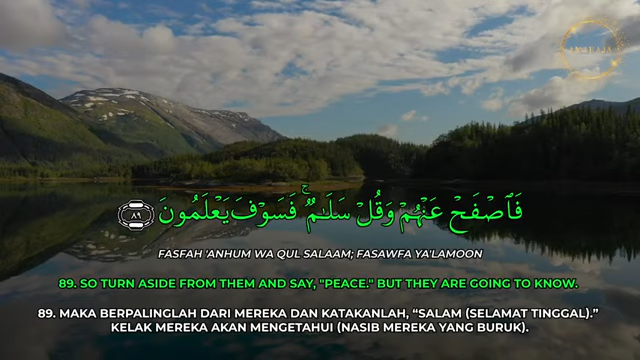 فَٱصْفَحْ عَنْهُمْ وَقُلْ سَلَـٰمٌ ۚ فَسَوْفَ يَعْلَمُونَ ٨٩
FASFAH 'ANHUM WA QUL SALAAM; FASAWFA YA'LAMOON
89. SO TURN ASIDE FROM THEM AND SAY, "PEACE." BUT THEY ARE GOING TO KNOW.
89. MAKA BERPALINGLAH DARI MEREKA DAN KATAKANLAH, “SALAM (SELAMAT TINGGAL).”
KELAK MEREKA AKAN MENGETAHUI (NASIB MEREKA YANG BURUK).